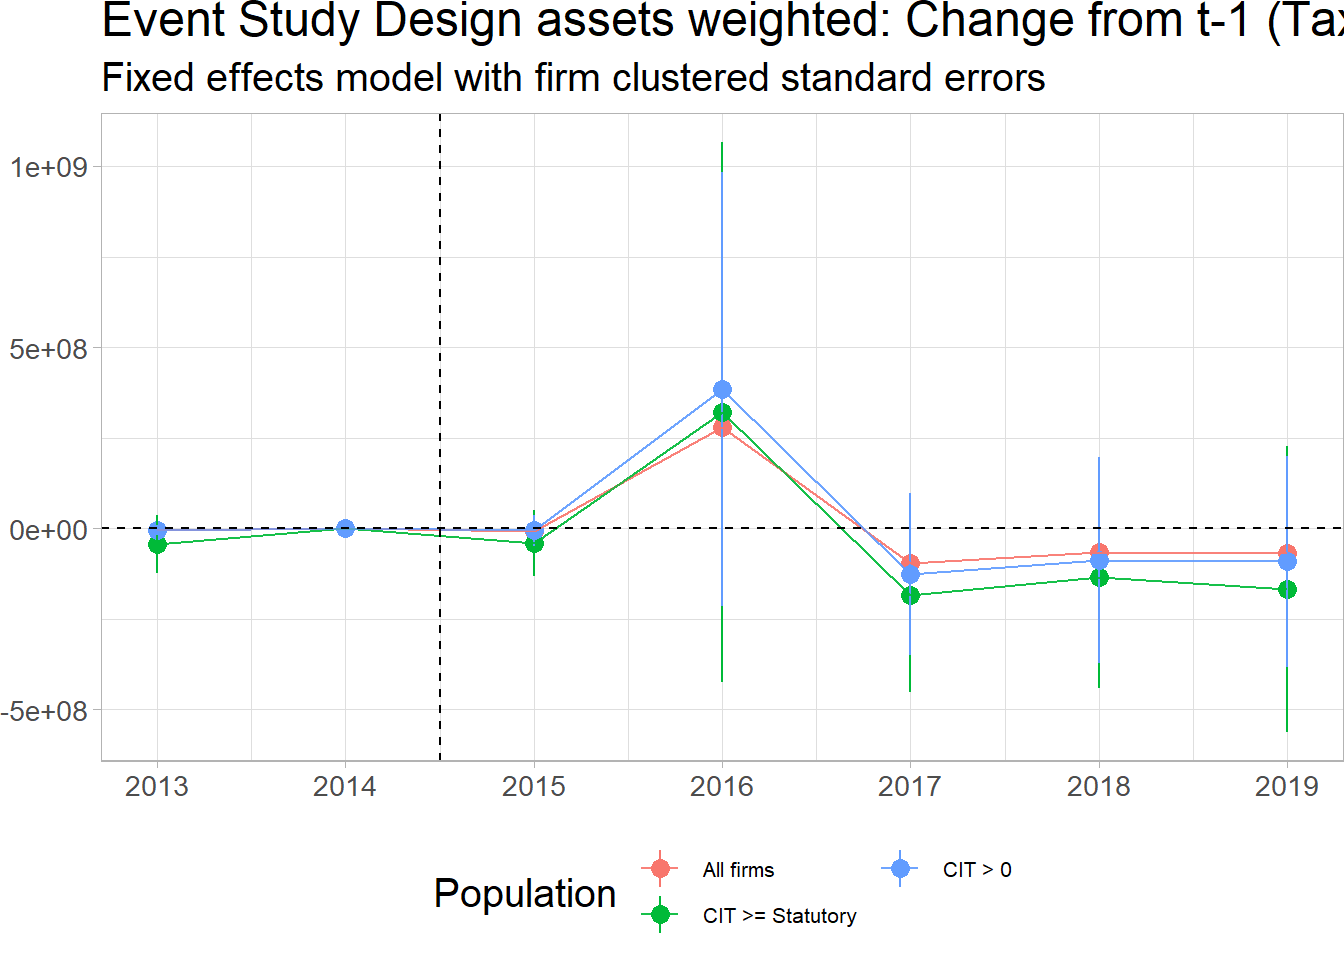 Event Study Design assets weighted: Change from t-1 (Tax
Fixed effects model with firm clustered standard errors
1e+09
5e+08
0e+00
-5e+08
2013 2014 2015 2016 2017 2018 2019
Population
All firms
CIT >= Statutory
CIT > 0